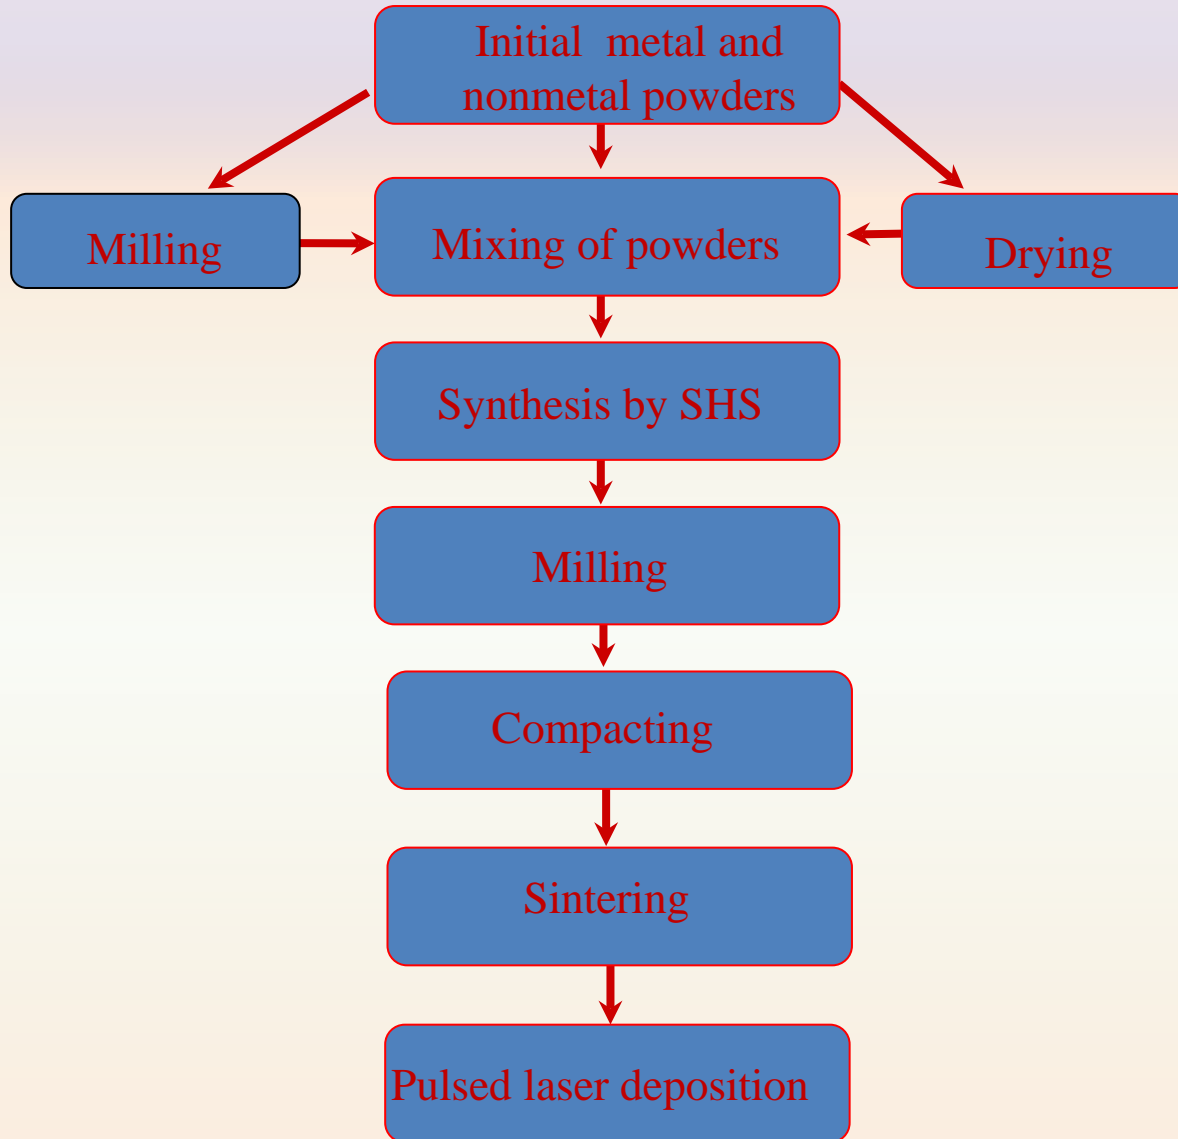 Initial metal and
nonmetal powders
Milling
Mixing of powders
Drying
Synthesis by SHS
Milling
Compacting
Sintering
Pulsed laser deposition